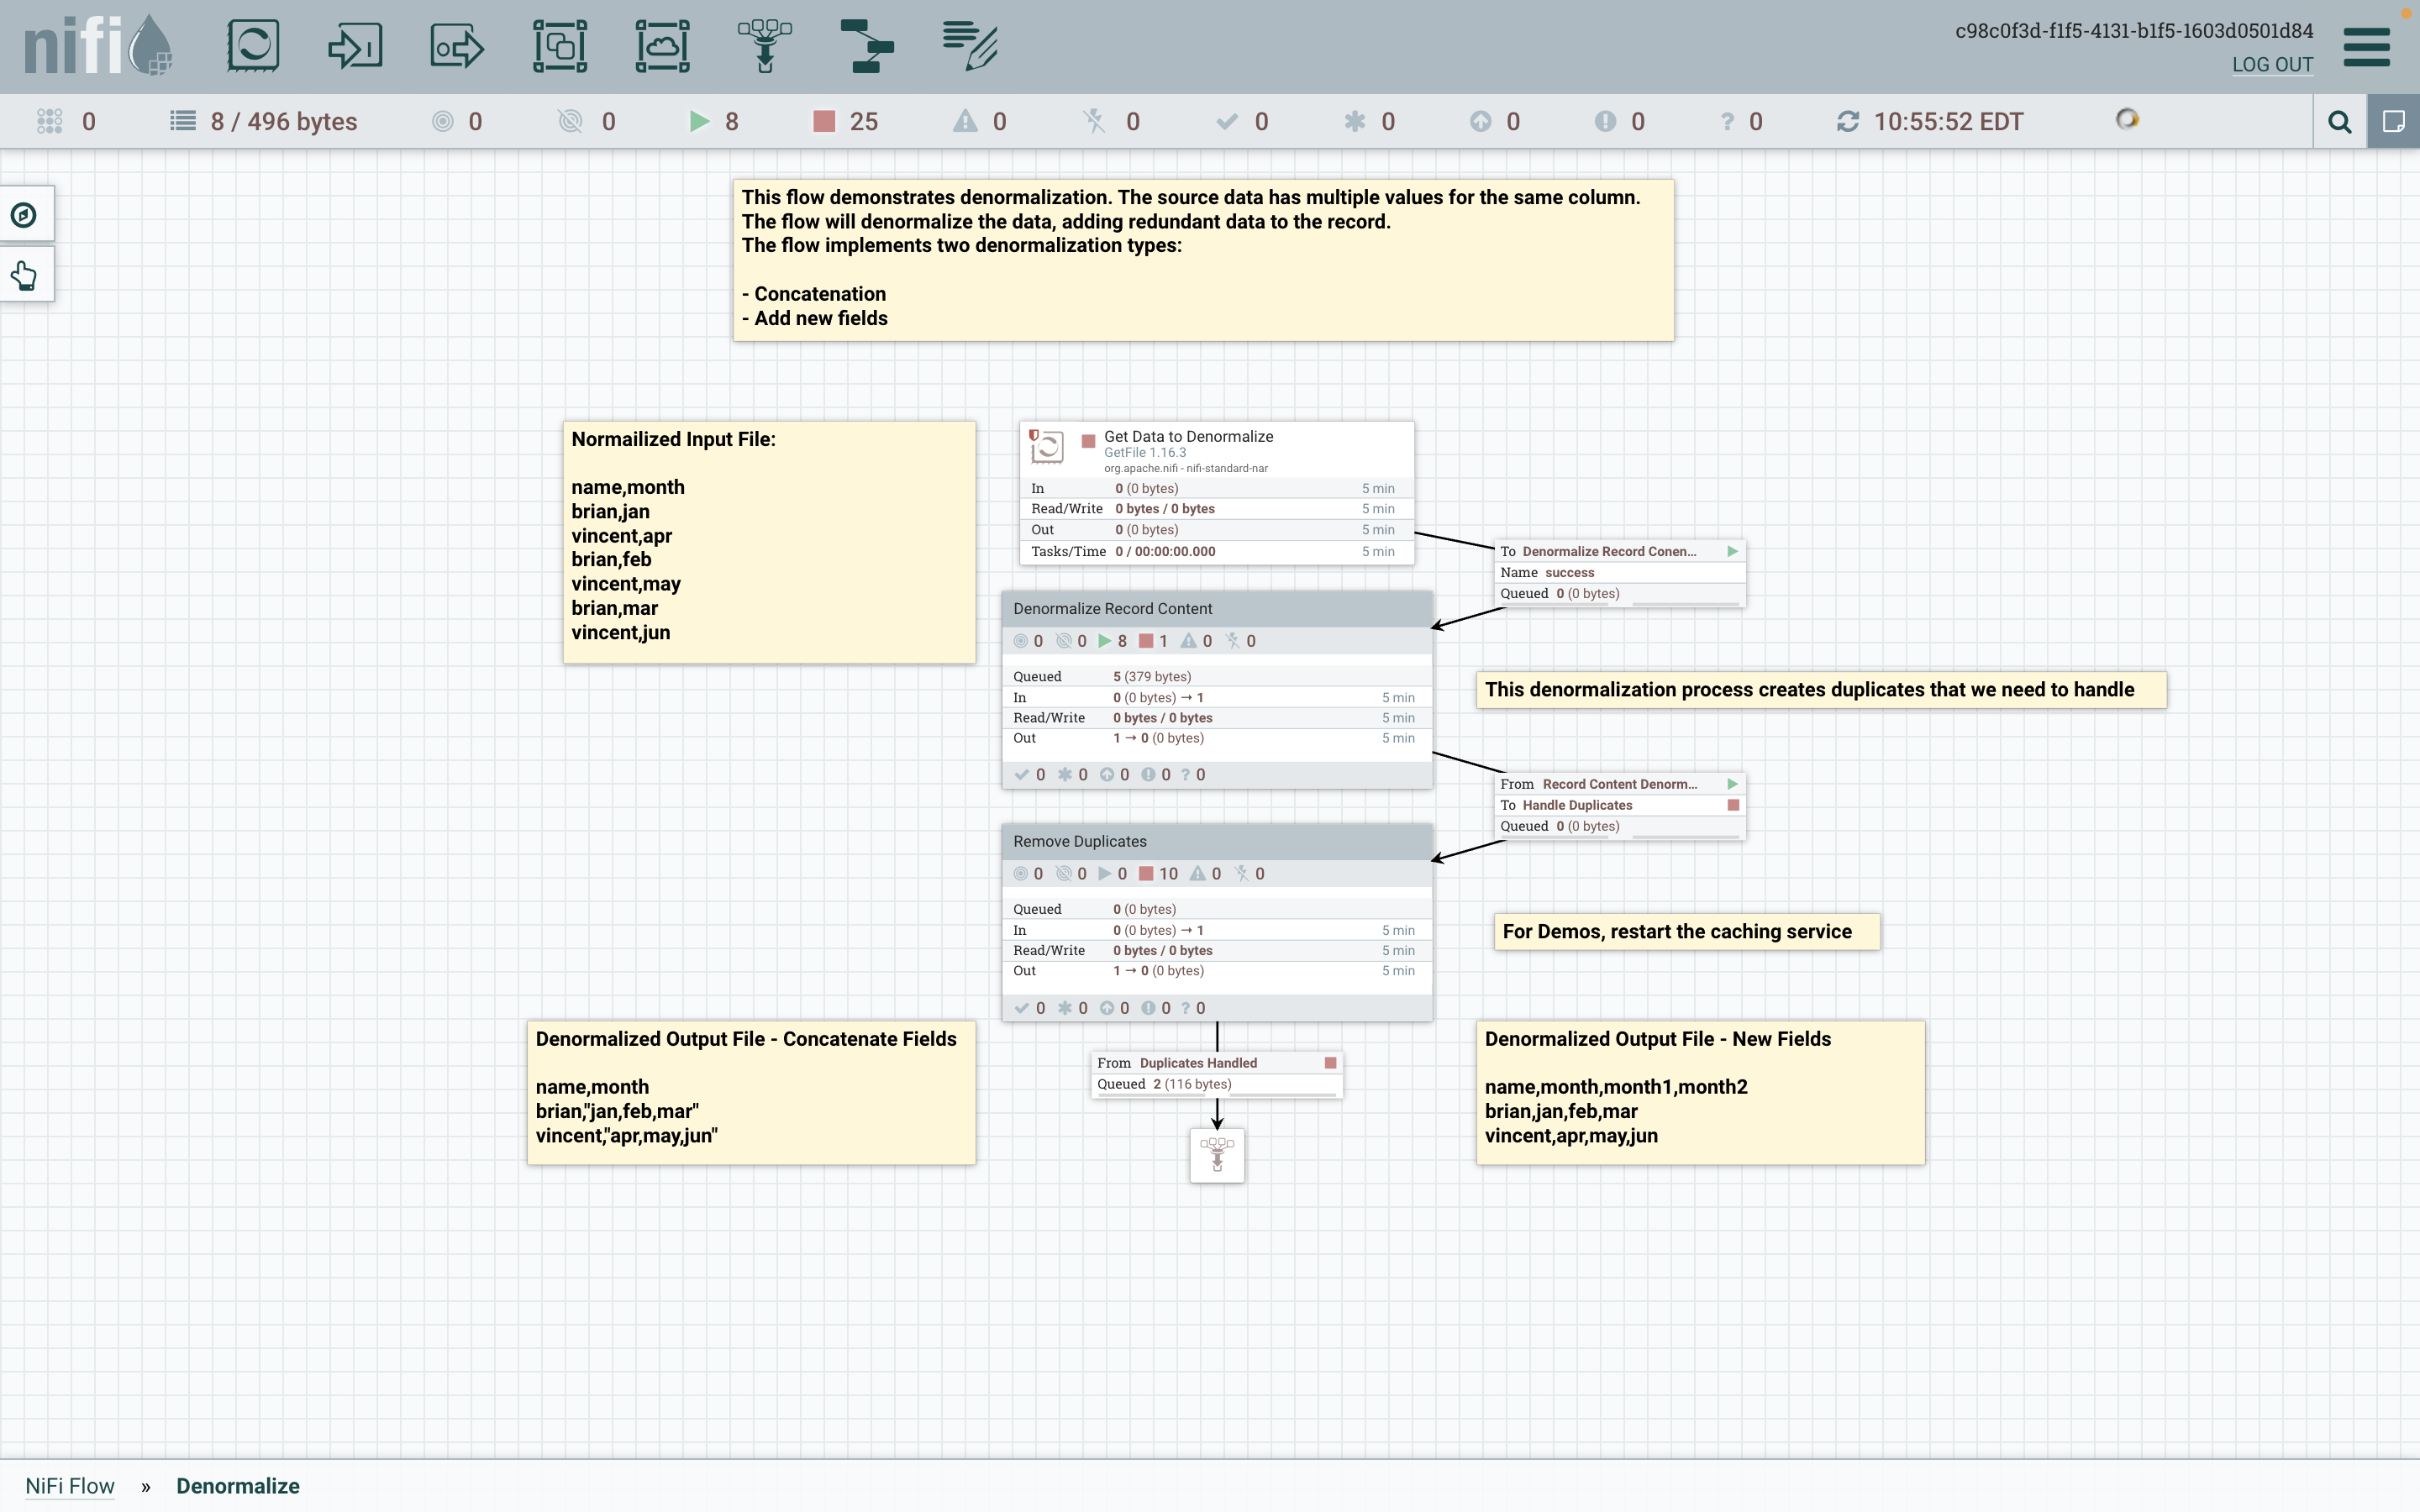 nifi
c98c0f3d-f1f5-4131-b1f5-1603d0501d84
LOG OUT
0 8 / 496 bytes 0 0 8 25 0 0 0 0 0 0 ? 0 10:55:52 EDT
This flow demonstrates denormalization. The source data has multiple values for the same column.
The flow will denormalize the data, adding redundant data to the record.
The flow implements two denormalization types:
- Concatenation
- Add new fields
Normailized Input File:
name,month
brian,jan
vincent,apr
brian,feb
vincent,may
brian,mar
vincent,jun
Get Data to Denormalize
GetFile 1.16.3
org.apache.nifi - nifi-standard-nar
In 0 (0 bytes) 5 min
Read/Write 0 bytes / 0 bytes 5 min
Out 0 (0 bytes) 5 min
Tasks/Time 0 / 00:00:00.000 5 min
To Denormalize Record Conen...
Name success
Queued 0 (0 bytes)
Denormalize Record Content
0 0 8 1 0 0
Queued 5 (379 bytes)
In 0 (0 bytes) → 1 5 min
Read/Write 0 bytes / 0 bytes 5 min
Out 1 → 0 (0 bytes) 5 min
0 0 0 0 ? 0
This denormalization process creates duplicates that we need to handle
From Record Content Denorm...
To Handle Duplicates
Queued 0 (0 bytes)
Remove Duplicates
0 0 0 10 0 0
Queued 0 (0 bytes)
In 0 (0 bytes) → 1 5 min
Read/Write 0 bytes / 0 bytes 5 min
Out 1 → 0 (0 bytes) 5 min
0 0 0 0 ? 0
For Demos, restart the caching service
Denormalized Output File - Concatenate Fields
name,month
brian,"jan,feb,mar"
vincent,"apr,may,jun"
From Duplicates Handled
Queued 2 (116 bytes)
Denormalized Output File - New Fields
name,month,month1,month2
brian,jan,feb,mar
vincent,apr,may,jun
NiFi Flow » Denormalize